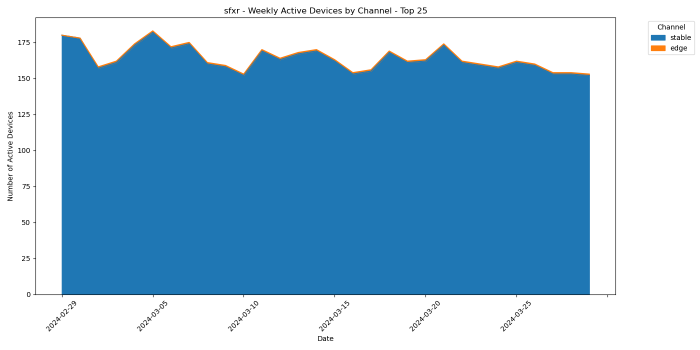 sfxr - Weekly Active Devices by Channel - Top 25
Channel
stable
edge
Number of Active Devices
175
150
125
100
75
50
25
0
2024-02-29
2024-03-05
2024-03-10
2024-03-15
2024-03-20
2024-03-25
Date